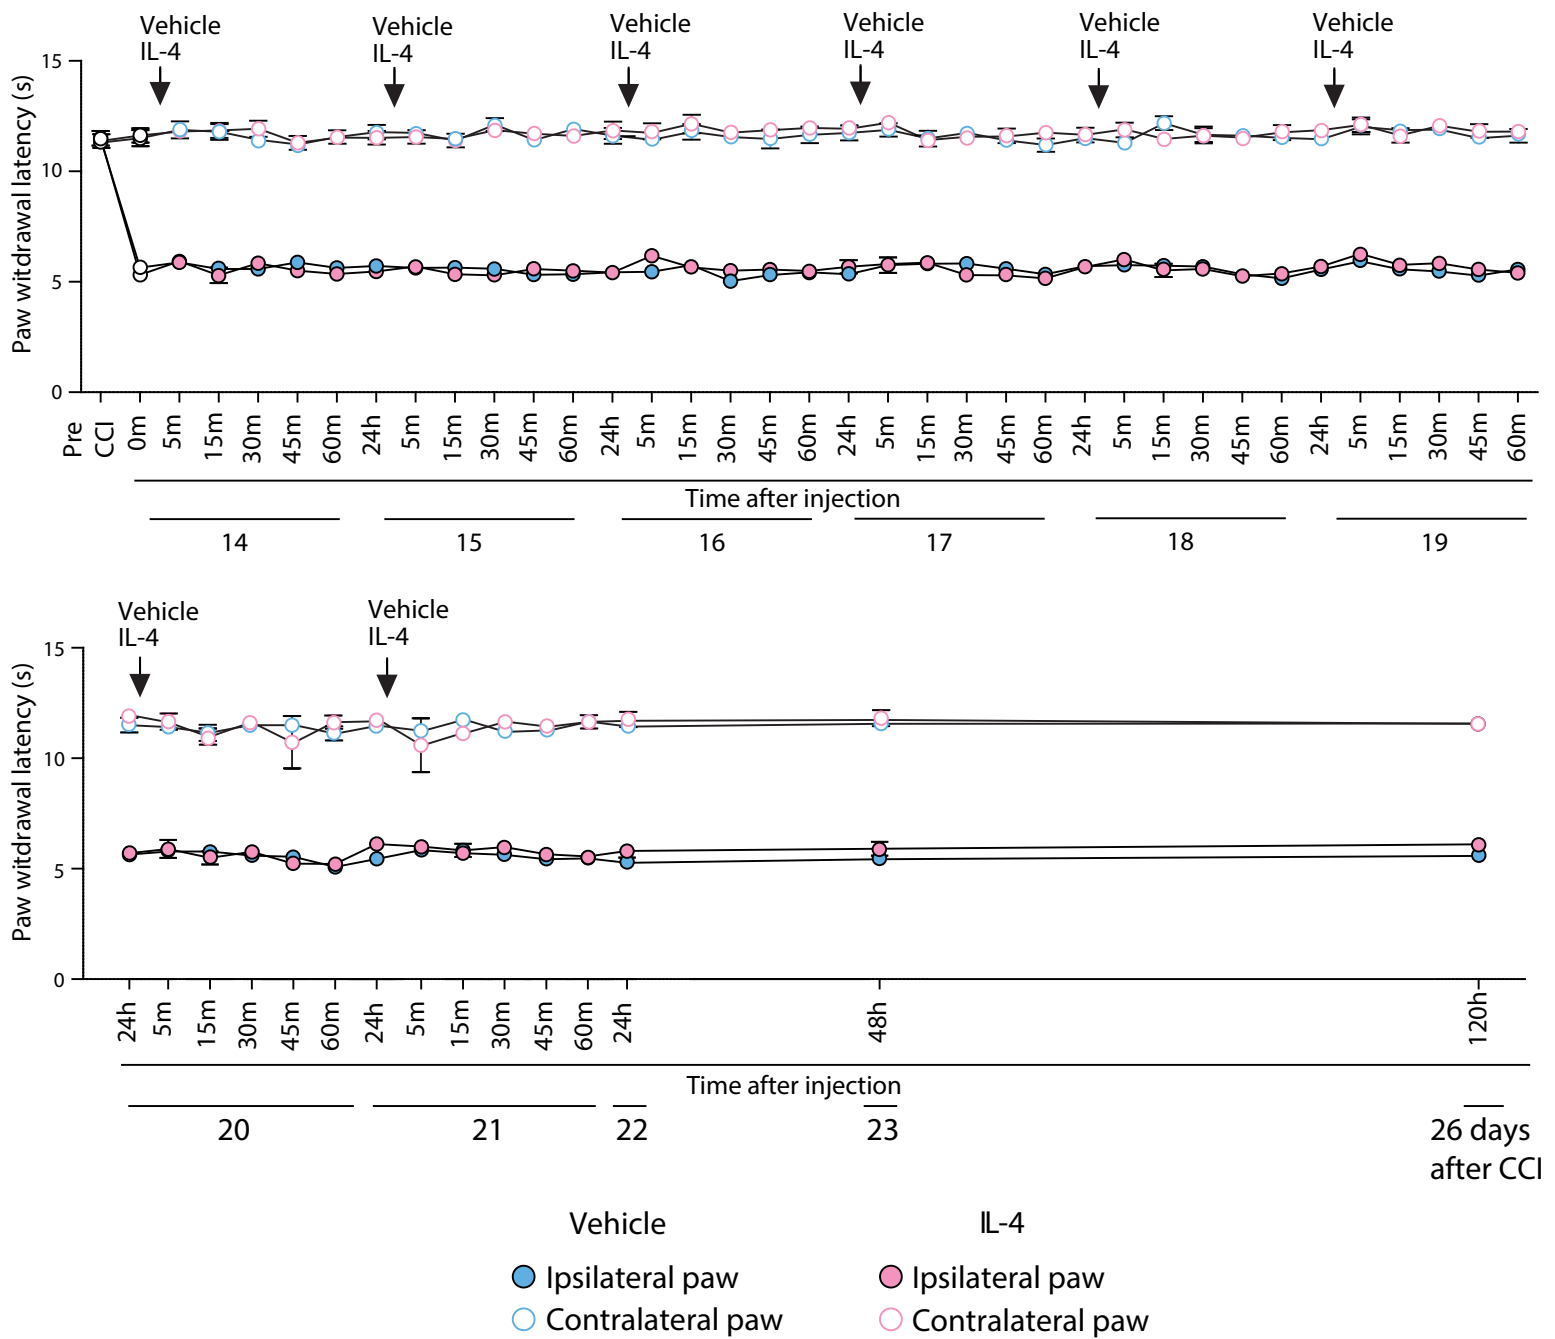 Vehicle Vehicle Vehicle Vehicle Vehicle Vehicle
IL-4 IL-4 IL-4 IL-4 IL-4 IL-4
Paw witdrawal latency (s)
15
10
5
0
Pre CCI 0m 5m 15m 30m 45m 60m 24h 5m 15m 30m 45m 60m 24h 5m 15m 30m 45m 60m 24h 5m 15m 30m 45m 60m 24h 5m 15m 30m 45m 60m 24h 5m 15m 30m 45m 60m
Time after injection
14 15 16 17 18 19
Vehicle Vehicle
IL-4 IL-4
Paw witdrawal latency (s)
15
10
5
0
24h 5m 15m 30m 45m 60m 24h 5m 15m 30m 45m 60m 24h 48h 120h
Time after injection
20 21 22 23 26 days
after CCI
Vehicle IL-4
Ipsilateral paw Ipsilateral paw
Contralateral paw Contralateral paw